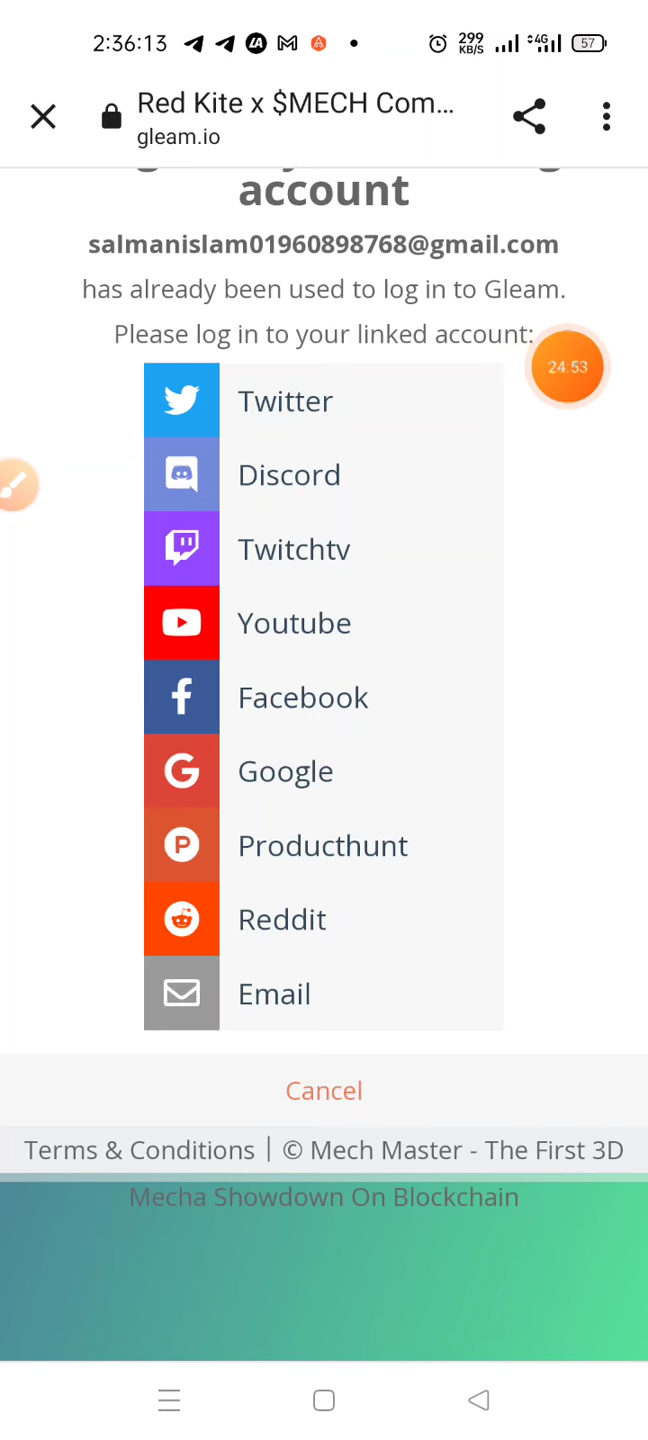 2:36:13
299
KB/S
4G
57
Red Kite x $MECH Com...
gleam.io
account
salmanislam01960898768@gmail.com
has already been used to log in to Gleam.
Please log in to your linked account:
24:53
Twitter
Discord
Twitchtv
Youtube
Facebook
Google
Producthunt
Reddit
Email
Cancel
Terms & Conditions | © Mech Master - The First 3D
Mecha Showdown On Blockchain